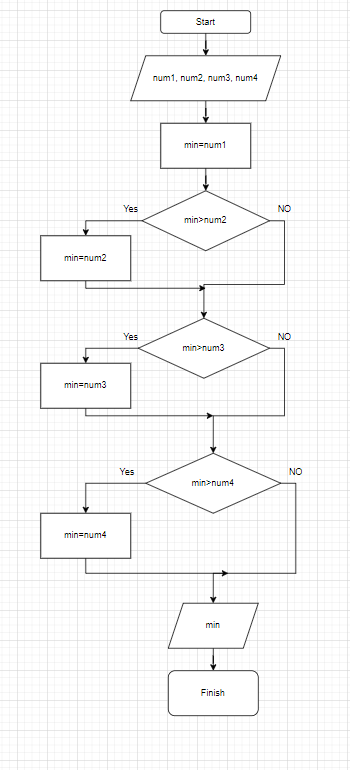 Start
num1, num2, num3, num4
min=num1
Yes
min>num2
NO
min=num2
Yes
min>num3
NO
min=num3
Yes
min>num4
NO
min=num4
min
Finish